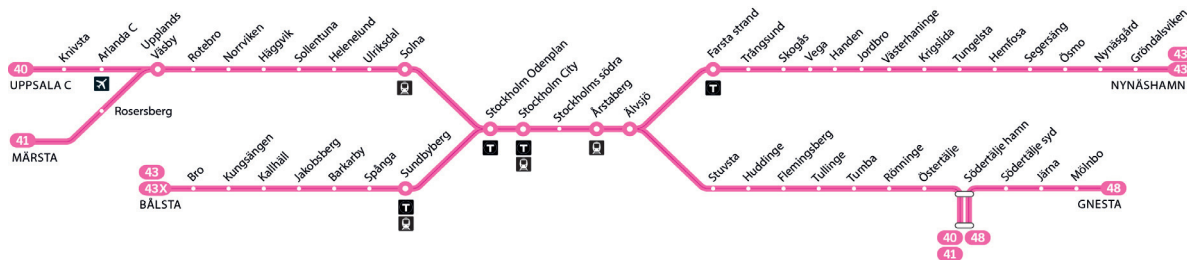 40
UPPSALA C
Knivsta
Arlanda C
Upplands
Väsby
Rotebro
Norrviken
Häggvik
Sollentuna
Helenelund
Ulriksdal
Solna
Rosersberg
41
MÄRSTA
43
43X
BÅLSTA
Bro
Kungsängen
Kallhäll
Jakobsberg
Barkarby
Spånga
Sundbyberg
T
Stockholm Odenplan
T
Stockholm City
T
Stockholms södra
Årstaberg
Älvsjö
Farsta strand
T
Trångsund
Skogås
Vega
Handen
Jordbro
Västerhaninge
Krigslida
Tungelsta
Hemfosa
Segersäng
Ösmo
Nynäsgård
Gröndalsviken
43
43
NYNÄSHAMN
Stuvsta
Huddinge
Flemingsberg
Tullinge
Tumba
Rönninge
Östertälje
Södertälje hamn
40 48
41
Södertälje syd
Järna
Mölnbo
48
GNESTA